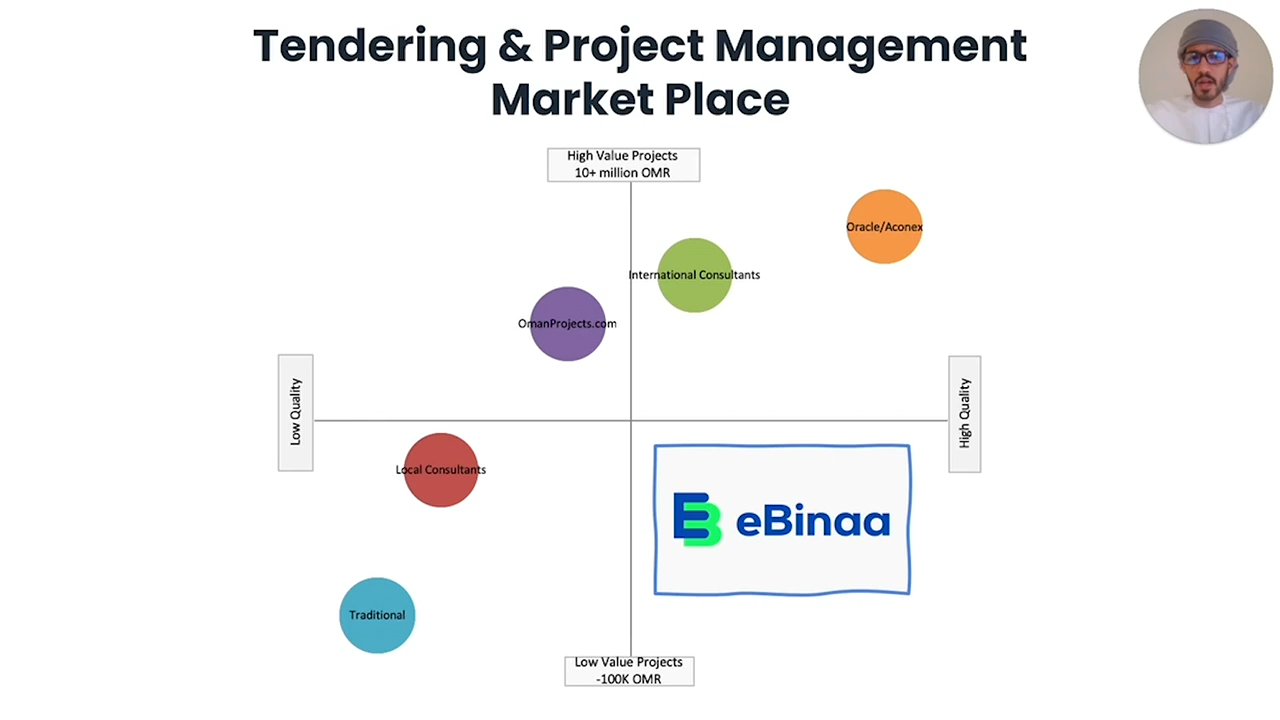 Tendering & Project Management
Market Place
High Value Projects
10+ million OMR
Oracle/Aconex
International Consultants
OmanProjects.com
Low Quality
High Quality
Local Consultants
eBinaa
Traditional
Low Value Projects
-100K OMR